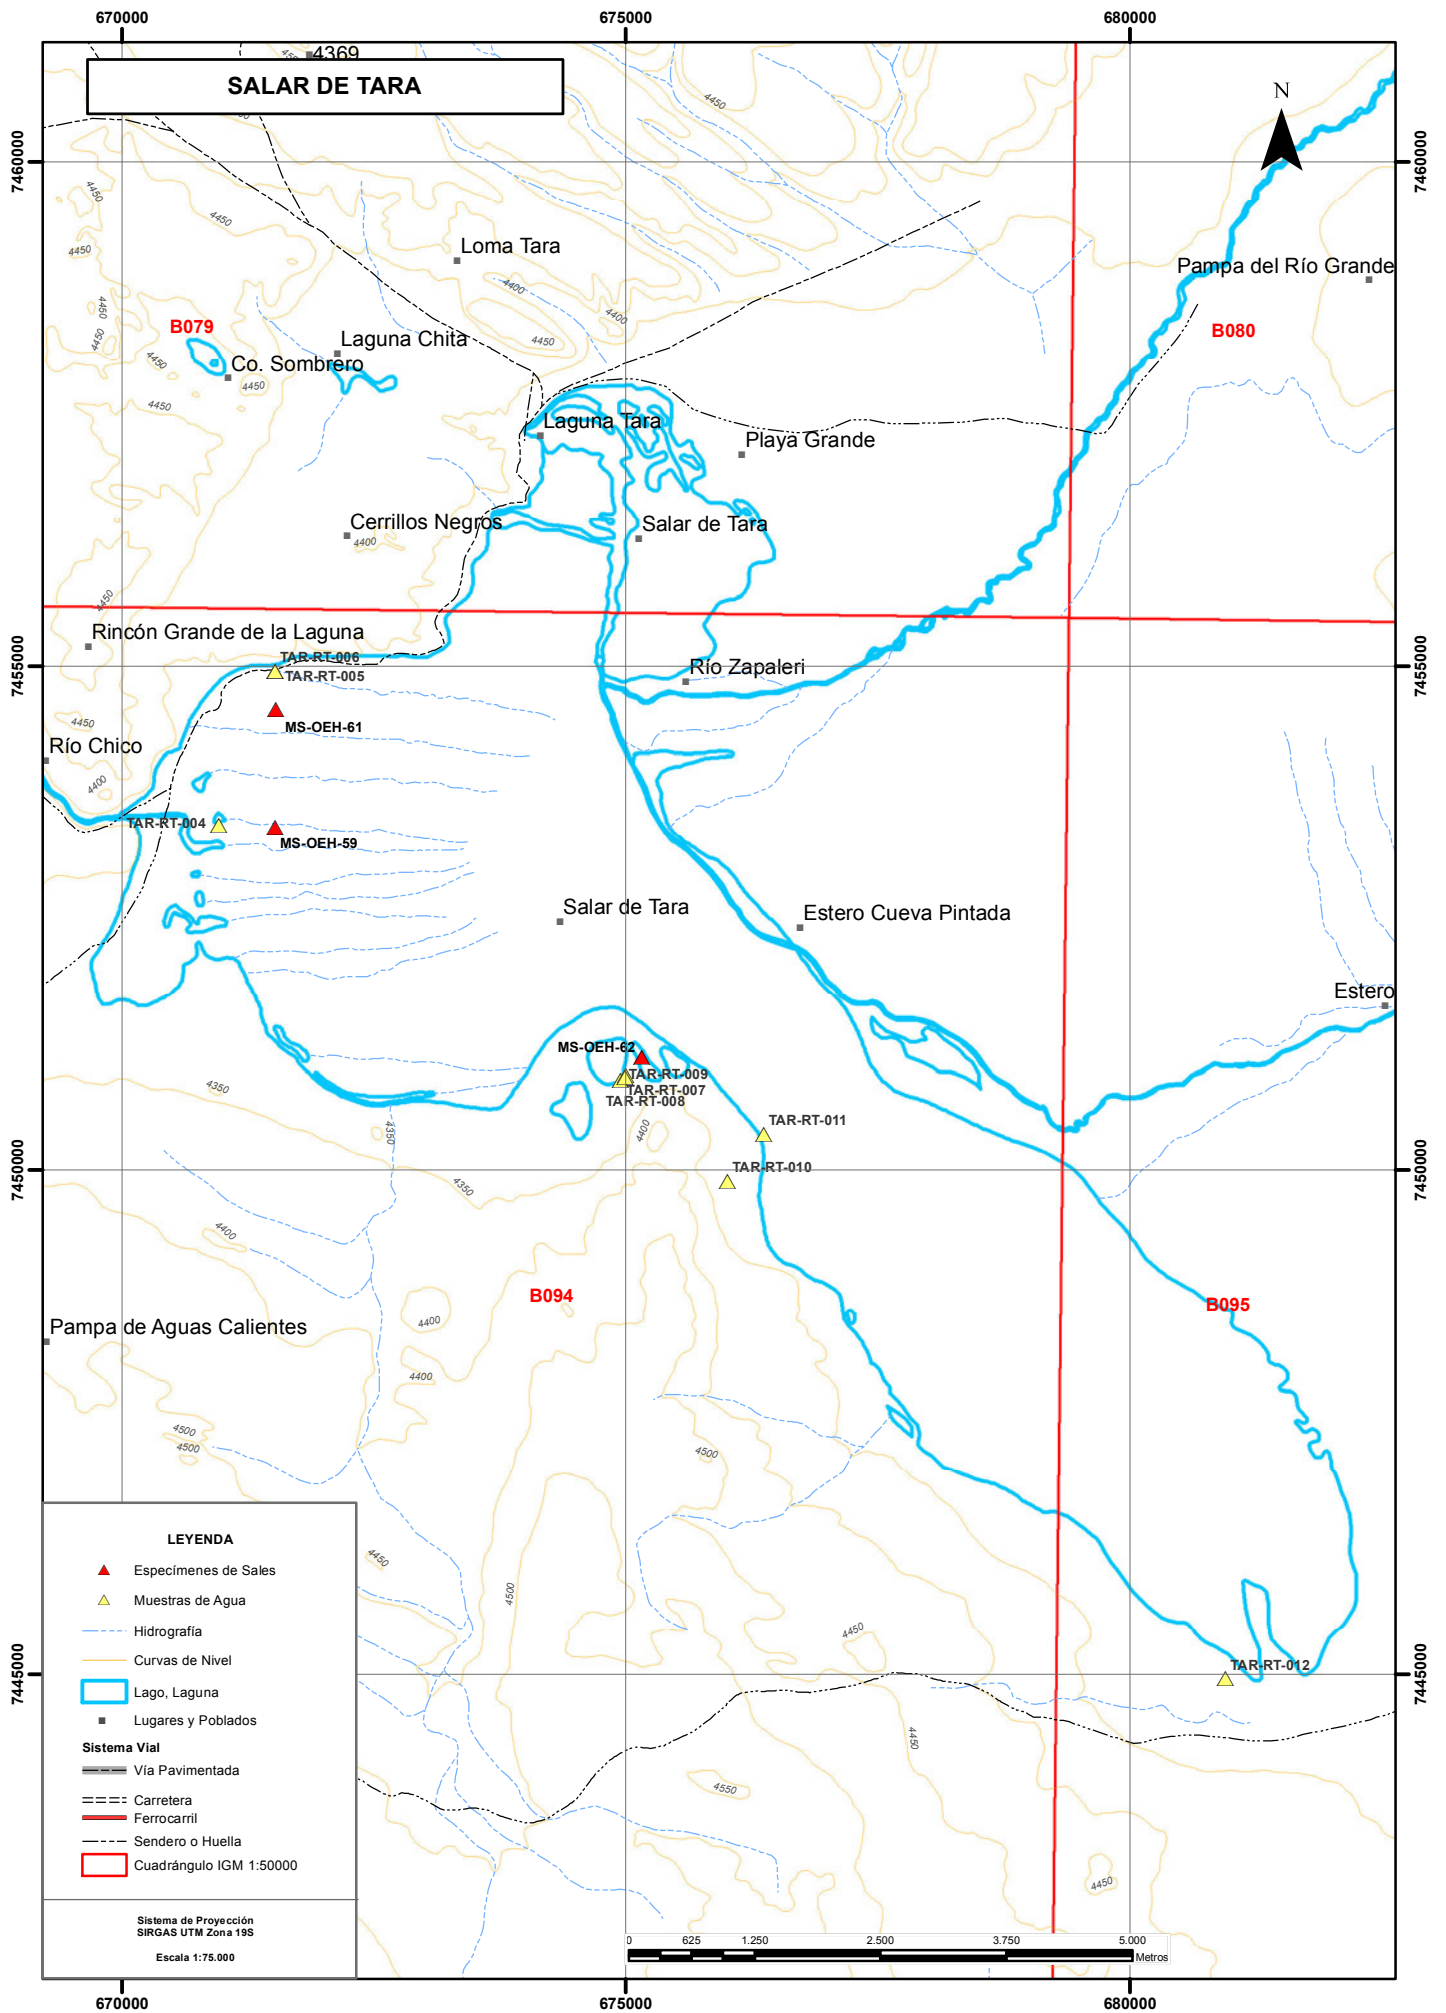 670000
675000
680000
4369
SALAR DE TARA
4450
N
7460000
7460000
4450
4450
4450
Loma Tara
Pampa del Río Grande
4450
4400
4400
B079
B080
4450
4450
Laguna Chita
4450
Co. Sombrero
4450
4450
Laguna Tara
Playa Grande
Cerrillos Negros
4400
Salar de Tara
4450
Rincón Grande de la Laguna
TAR-RT-006
TAR-RT-005
7455000
7455000
Río Zapaleri
4450
MS-OEH-61
Río Chico
4400
TAR-RT-004
MS-OEH-59
Salar de Tara
Estero Cueva Pintada
Estero
MS-OEH-62
TAR-RT-009
TAR-RT-007
TAR-RT-008
4350
TAR-RT-011
4350
4400
TAR-RT-010
7450000
7450000
4350
4400
B094
B095
4400
Pampa de Aguas Calientes
4400
4500
4500
4500
LEYENDA
Especímenes de Sales
Muestras de Agua
Hidrografía
Curvas de Nivel
Lago, Laguna
Lugares y Poblados
Sistema Vial
Vía Pavimentada
Carretera
Ferrocarril
Sendero o Huella
Cuadrángulo IGM 1:50000
Sistema de Proyección
SIRGAS UTM Zona 19S
Escala 1:75.000
4450
4500
4450
TAR-RT-012
7445000
7445000
4450
4550
4450
0 625 1.250 2.500 3.750 5.000
Metros
670000
675000
680000